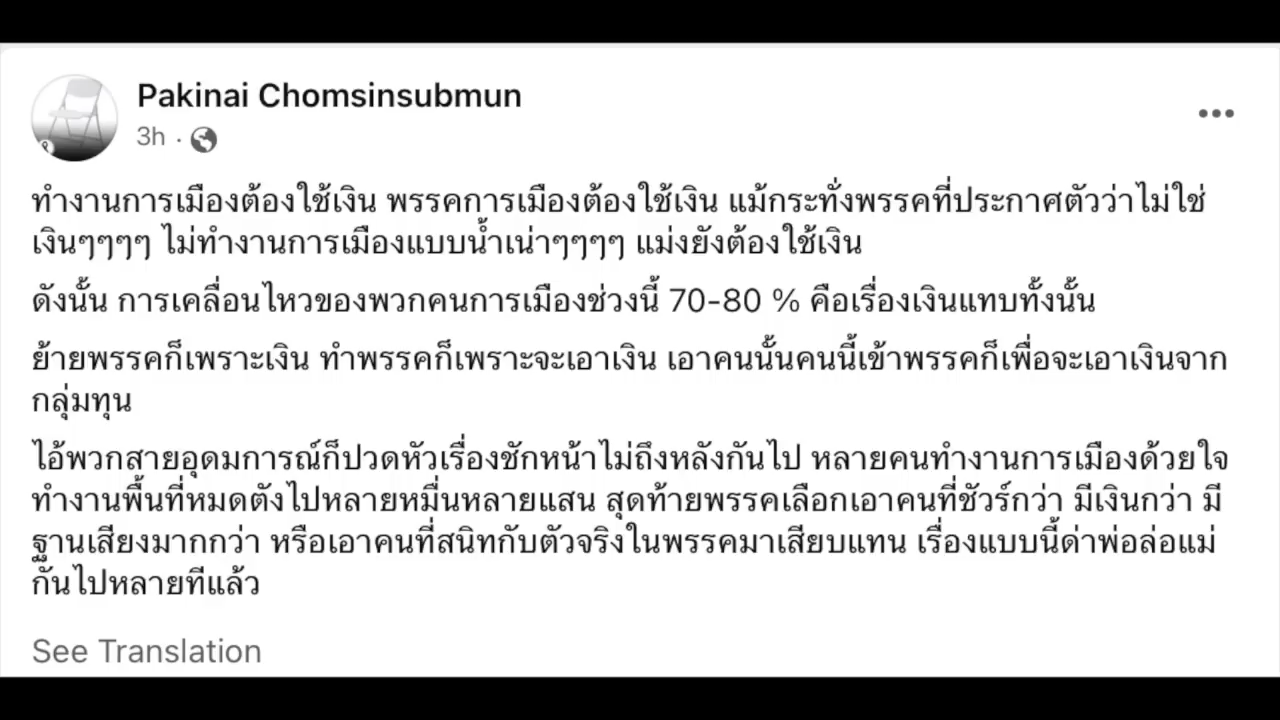 Pakinai Chomsinsubmun
3h ·
ทำงานการเมืองต้องใช้เงิน พรรคการเมืองต้องใช้เงิน แม้กระทั่งพรรคที่ประกาศตัวว่าไม่ใช่
เงินๆๆๆๆ ไม่ทำงานการเมืองแบบน้ำเน่าๆๆๆๆ แม่งยังต้องใช้เงิน
ดังนั้น การเคลื่อนไหวของพวกคนการเมืองช่วงนี้ 70-80 % คือเรื่องเงินแทบทั้งนั้น
ย้ายพรรคก็เพราะเงิน ทำพรรคก็เพราะจะเอาเงิน เอาคนนั้นคนนี้เข้าพรรคก็เพื่อจะเอาเงินจาก
กลุ่มทุน
ไอ้พวกสายอุดมการณ์ก็ปวดหัวเรื่องชักหน้าไม่ถึงหลังกันไป หลายคนทำงานการเมืองด้วยใจ
ทำงานพื้นที่หมดตังไปหลายหมื่นหลายแสน สุดท้ายพรรคเลือกเอาคนที่ชัวร์กว่า มีเงินกว่า มี
ฐานเสียงมากกว่า หรือเอาคนที่สนิทกับตัวจริงในพรรคมาเสียบแทน เรื่องแบบนี้ด่าพ่อล่อแม่
กันไปหลายทีแล้ว
See Translation